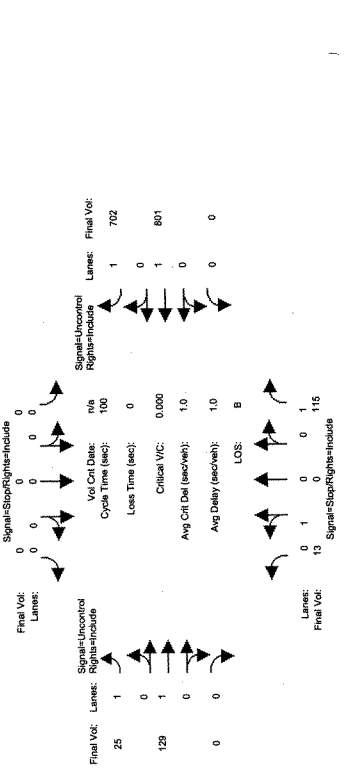 Signal=Stop/Rights=Include
Final Vol: 0 0 0
Lanes: 0 0 0 0 0
Signal=Uncontrol
Rights=Include
Final Vol: Lanes:
25 1
0
129 1
0
0 0
Vol Cnt Date: n/a
Cycle Time (sec): 100
Loss Time (sec): 0
Critical V/C: 0.000
Avg Crit Del (sec/veh): 1.0
Avg Delay (sec/veh): 1.0
LOS: B
Signal=Uncontrol
Rights=Include
Lanes: Final Vol:
1 702
0
1 801
0
0 0
Lanes: 0 1 0 0 1
Final Vol: 13 0 115
Signal=Stop/Rights=Include